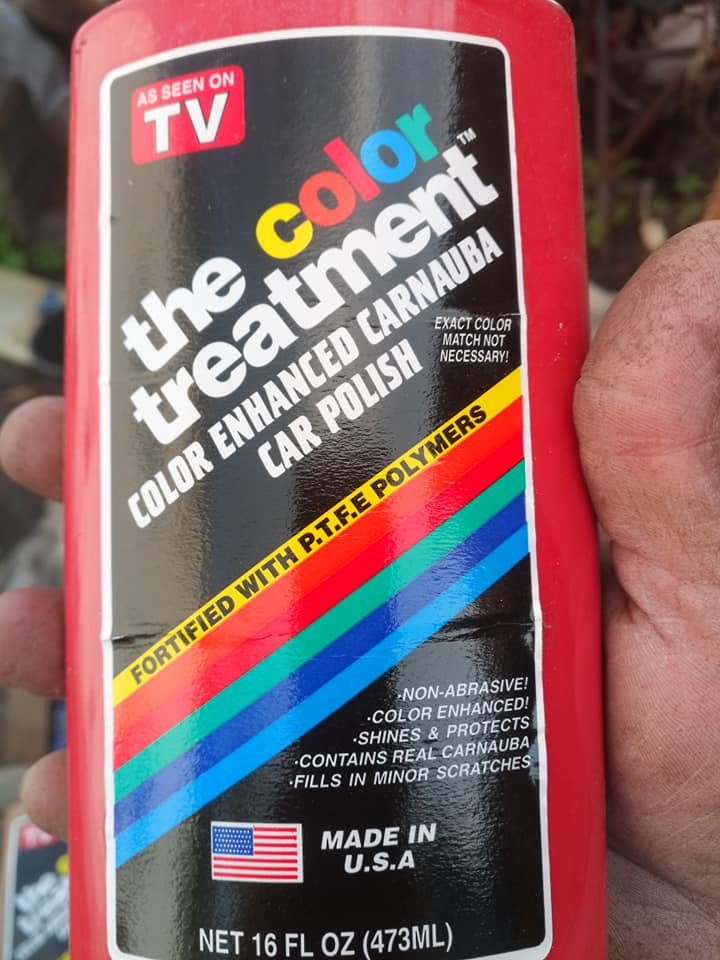 AS SEEN ON
TV
the color
treatment™
COLOR ENHANCED CARNAUBA
CAR POLISH
EXACT COLOR
MATCH NOT
NECESSARY!
FORTIFIED WITH P.T.F.E POLYMERS
·NON-ABRASIVE!
·COLOR ENHANCED!
·SHINES & PROTECTS
·CONTAINS REAL CARNAUBA
·FILLS IN MINOR SCRATCHES
MADE IN
U.S.A
NET 16 FL OZ (473ML)